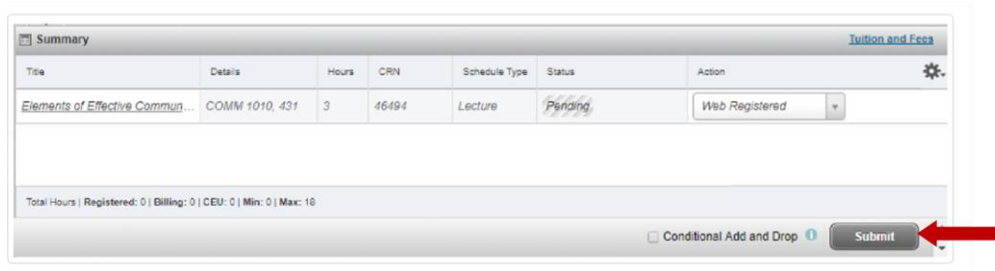 Summary Tuition and Fees
Title Details Hours CRN Schedule Type Status Action
Elements of Effective Commun... COMM 1010, 431 3 46494 Lecture Pending Web Registered
Total Hours | Registered: 0 | Billing: 0 | CEU: 0 | Min: 0 | Max: 18
Conditional Add and Drop Submit